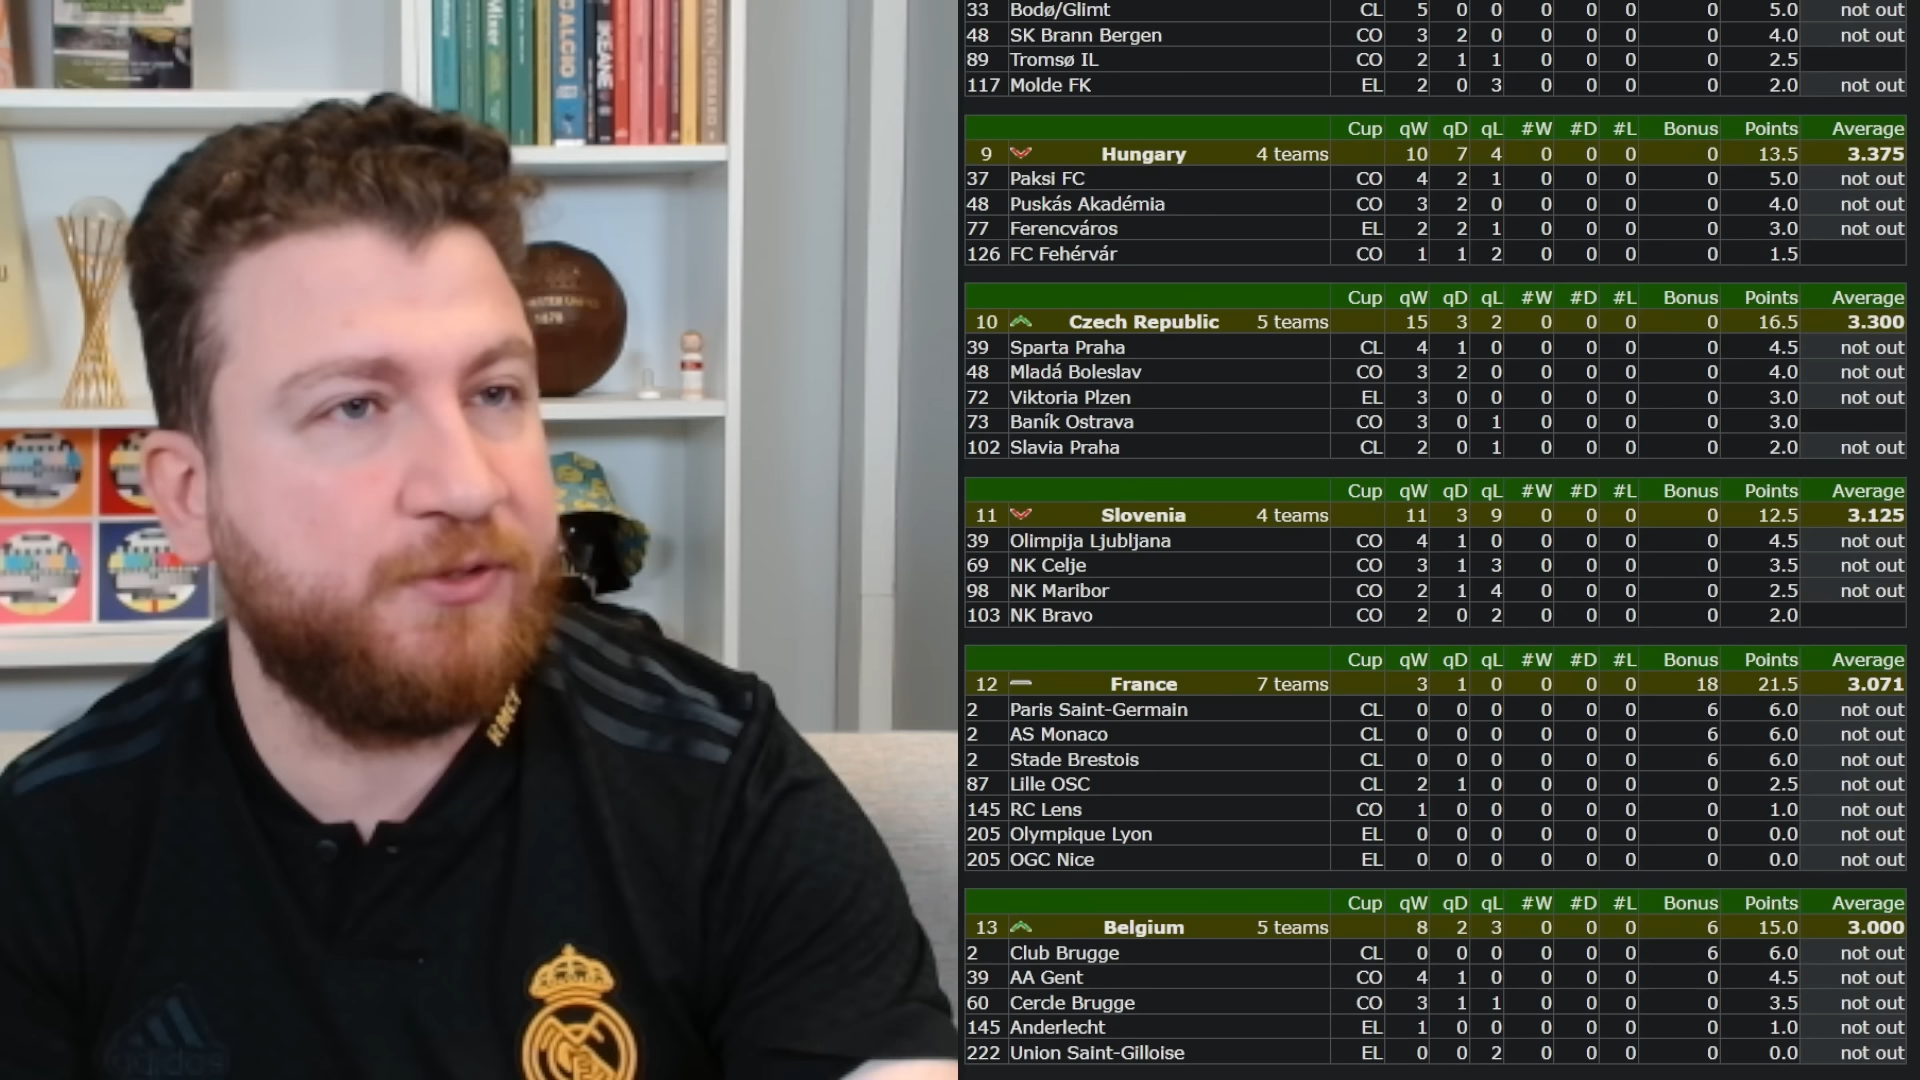 33 Bodø/Glimt CL 5 0 0 0 0 0 0 5.0 not out
48 SK Brann Bergen CO 3 2 0 0 0 0 0 4.0 not out
89 Tromsø IL CO 2 1 1 0 0 0 0 2.5
117 Molde FK EL 2 0 3 0 0 0 0 2.0 not out
Cup qW qD qL #W #D #L Bonus Points Average
9 Hungary 4 teams 10 7 4 0 0 0 0 13.5 3.375
37 Paksi FC CO 4 2 1 0 0 0 0 5.0 not out
48 Puskás Akadémia CO 3 2 0 0 0 0 0 4.0 not out
77 Ferencváros EL 2 2 1 0 0 0 0 3.0 not out
126 FC Fehérvár CO 1 1 2 0 0 0 0 1.5
Cup qW qD qL #W #D #L Bonus Points Average
10 Czech Republic 5 teams 15 3 2 0 0 0 0 16.5 3.300
39 Sparta Praha CL 4 1 0 0 0 0 0 4.5 not out
48 Mladá Boleslav CO 3 2 0 0 0 0 0 4.0 not out
72 Viktoria Plzen EL 3 0 0 0 0 0 0 3.0 not out
73 Baník Ostrava CO 3 0 1 0 0 0 0 3.0
102 Slavia Praha CL 2 0 1 0 0 0 0 2.0 not out
Cup qW qD qL #W #D #L Bonus Points Average
11 Slovenia 4 teams 11 3 9 0 0 0 0 12.5 3.125
39 Olimpija Ljubljana CO 4 1 0 0 0 0 0 4.5 not out
69 NK Celje CO 3 1 3 0 0 0 0 3.5 not out
98 NK Maribor CO 2 1 4 0 0 0 0 2.5 not out
103 NK Bravo CO 2 0 2 0 0 0 0 2.0
Cup qW qD qL #W #D #L Bonus Points Average
12 France 7 teams 3 1 0 0 0 0 18 21.5 3.071
2 Paris Saint-Germain CL 0 0 0 0 0 0 6 6.0 not out
2 AS Monaco CL 0 0 0 0 0 0 6 6.0 not out
2 Stade Brestois CL 0 0 0 0 0 0 6 6.0 not out
87 Lille OSC CL 2 1 0 0 0 0 0 2.5 not out
145 RC Lens CO 1 0 0 0 0 0 0 1.0 not out
205 Olympique Lyon EL 0 0 0 0 0 0 0 0.0 not out
205 OGC Nice EL 0 0 0 0 0 0 0 0.0 not out
Cup qW qD qL #W #D #L Bonus Points Average
13 Belgium 5 teams 8 2 3 0 0 0 6 15.0 3.000
2 Club Brugge CL 0 0 0 0 0 0 6 6.0 not out
39 AA Gent CO 4 1 0 0 0 0 0 4.5 not out
60 Cercle Brugge CO 3 1 1 0 0 0 0 3.5 not out
145 Anderlecht EL 1 0 0 0 0 0 0 1.0 not out
222 Union Saint-Gilloise EL 0 0 2 0 0 0 0 0.0 not out
CALCIO
KEANE
1878
RMCF
adidas